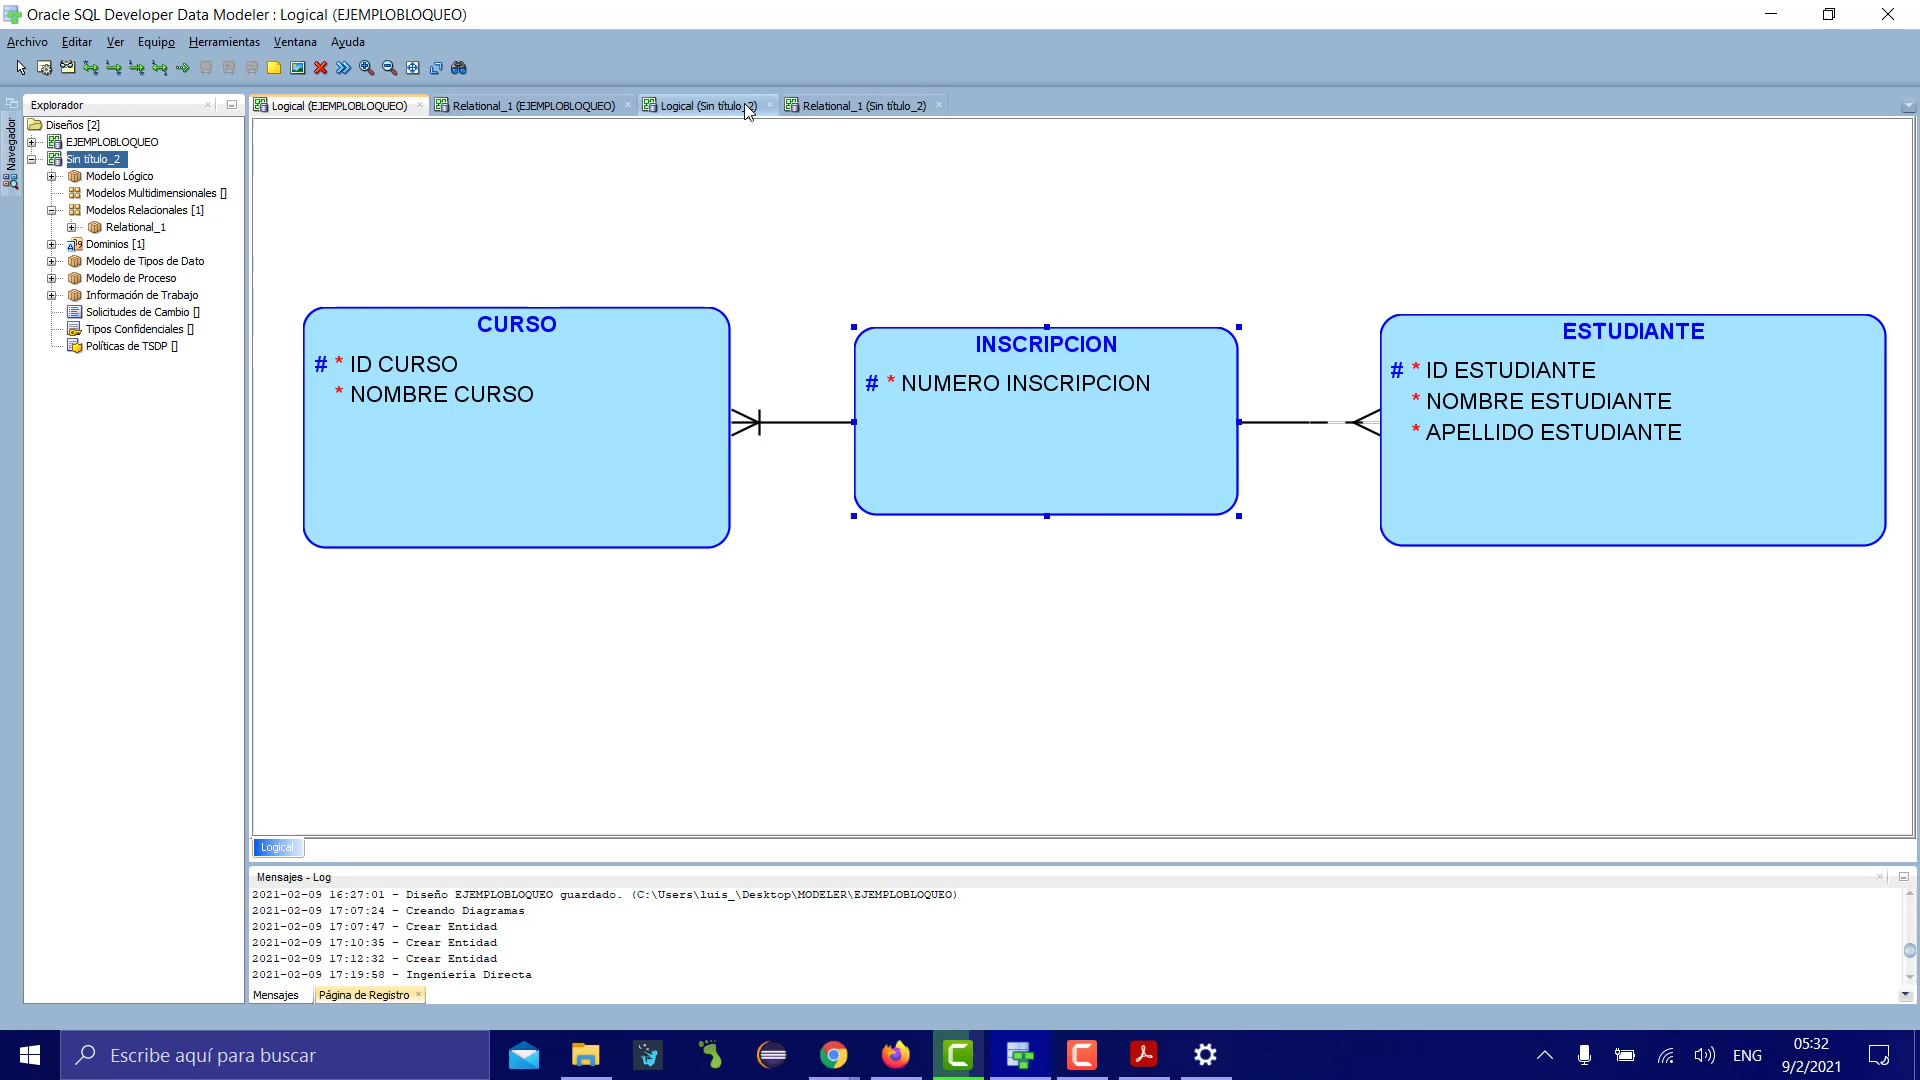 Oracle SQL Developer Data Modeler : Logical (EJEMPLOBLOQUEO)
Archivo Editar Ver Equipo Herramientas Ventana Ayuda
Explorador
Logical (EJEMPLOBLOQUEO) Relational_1 (EJEMPLOBLOQUEO) Logical (Sin título_2) Relational_1 (Sin título_2)
Navegador
Diseños [2]
EJEMPLOBLOQUEO
Sin título_2
Modelo Lógico
Modelos Multidimensionales []
Modelos Relacionales [1]
Relational_1
Dominios [1]
Modelo de Tipos de Dato
Modelo de Proceso
Información de Trabajo
Solicitudes de Cambio []
Tipos Confidenciales []
Políticas de TSDP []
CURSO
# * ID CURSO
* NOMBRE CURSO
INSCRIPCION
# * NUMERO INSCRIPCION
ESTUDIANTE
# * ID ESTUDIANTE
* NOMBRE ESTUDIANTE
* APELLIDO ESTUDIANTE
Logical
Mensajes - Log
2021-02-09 16:27:01 - Diseño EJEMPLOBLOQUEO guardado. (C:\Users\luis_\Desktop\MODELER\EJEMPLOBLOQUEO)
2021-02-09 17:07:24 - Creando Diagramas
2021-02-09 17:07:47 - Crear Entidad
2021-02-09 17:10:35 - Crear Entidad
2021-02-09 17:12:32 - Crear Entidad
2021-02-09 17:19:58 - Ingeniería Directa
Mensajes Página de Registro
Escribe aquí para buscar
ENG
05:32
9/2/2021